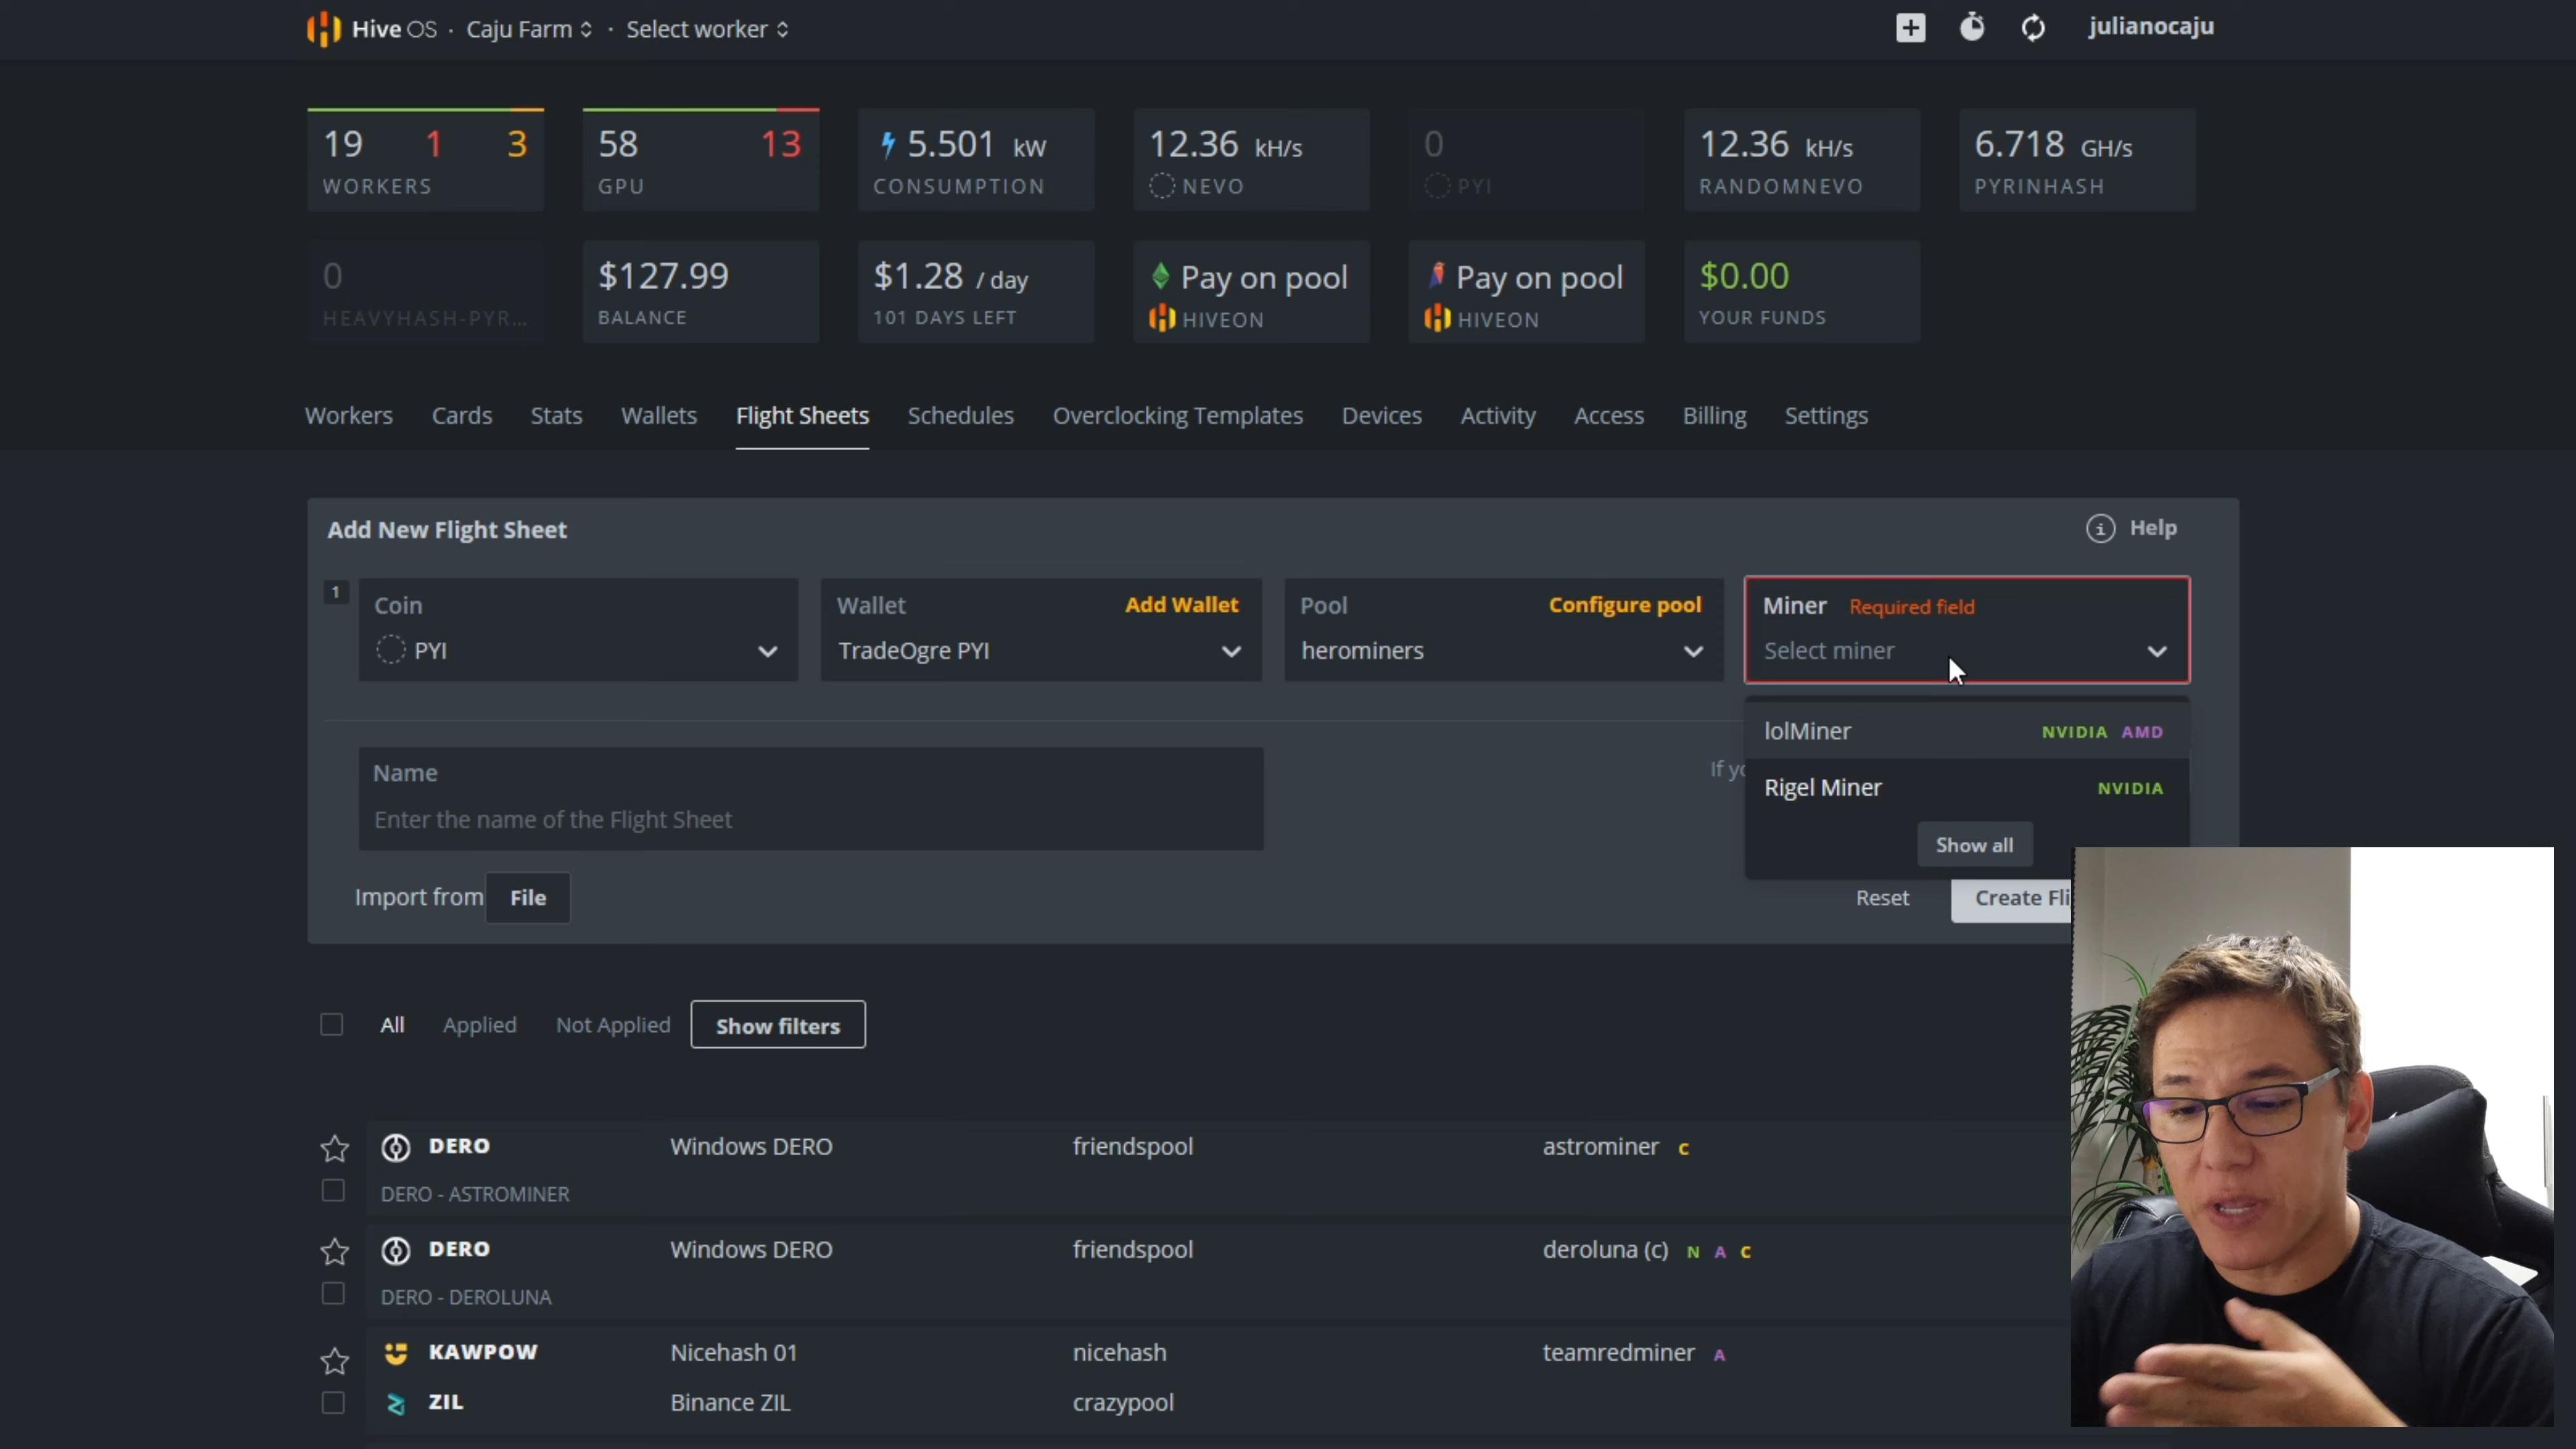 Hive OS · Caju Farm · Select worker julianocaju
19 1 3 58 13 5.501 kW 12.36 kH/s 0 12.36 kH/s 6.718 GH/s
WORKERS GPU CONSUMPTION NEVO PYI RANDOMNEVO PYRINHASH
0 $127.99 $1.28 / day Pay on pool Pay on pool $0.00
HEAVYHASH-PYR... BALANCE 101 DAYS LEFT HIVEON HIVEON YOUR FUNDS
Workers Cards Stats Wallets Flight Sheets Schedules Overclocking Templates Devices Activity Access Billing Settings
Add New Flight Sheet Help
1 Coin Wallet Add Wallet Pool Configure pool Miner Required field
PYI TradeOgre PYI herominers Select miner
lolMiner NVIDIA AMD
Name If yo
Rigel Miner NVIDIA
Enter the name of the Flight Sheet
Show all
Import from File Reset Create Fli
All Applied Not Applied Show filters
DERO Windows DERO friendspool astrominer C
DERO - ASTROMINER
DERO Windows DERO friendspool deroluna (c) N A C
DERO - DEROLUNA
KAWPOW Nicehash 01 nicehash teamredminer A
ZIL Binance ZIL crazypool